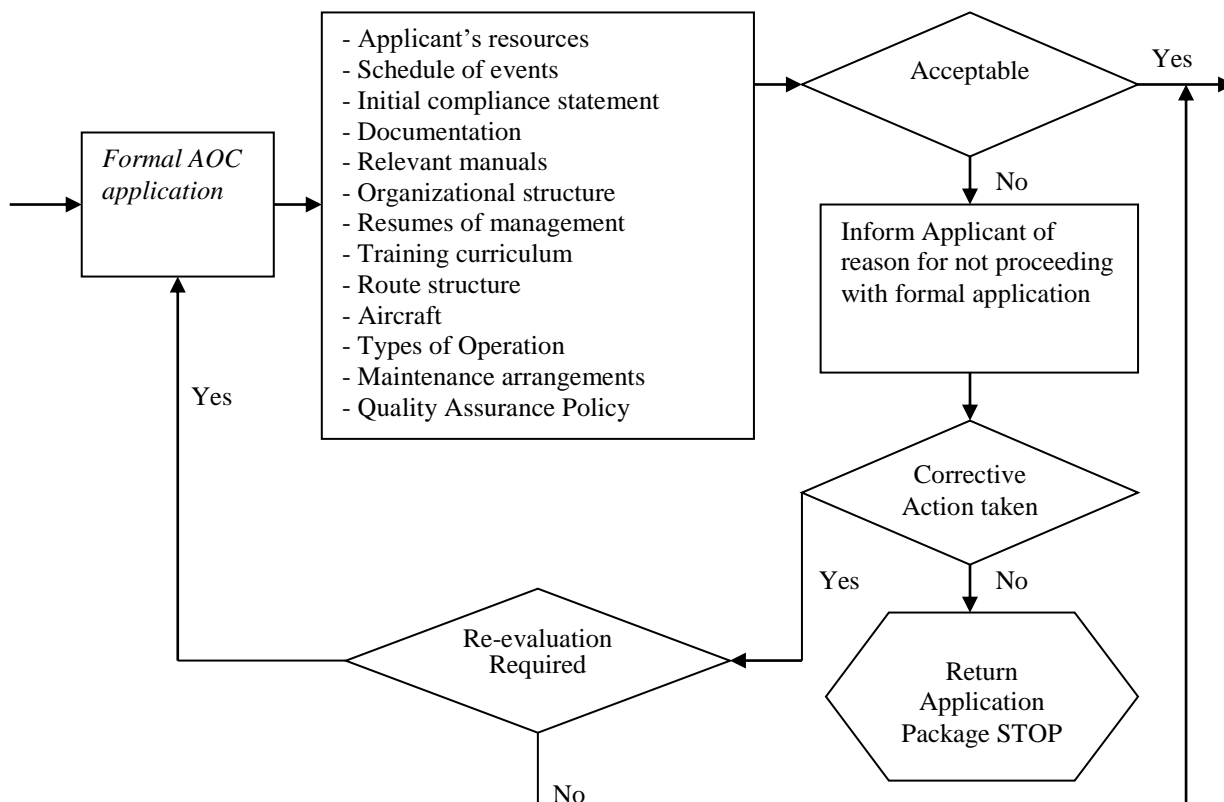 Formal AOC
application
- Applicant’s resources
- Schedule of events
- Initial compliance statement
- Documentation
- Relevant manuals
- Organizational structure
- Resumes of management
- Training curriculum
- Route structure
- Aircraft
- Types of Operation
- Maintenance arrangements
- Quality Assurance Policy
Acceptable
Yes
No
Inform Applicant of
reason for not proceeding
with formal application
Corrective
Action taken
Yes
No
Return
Application
Package STOP
Re-evaluation
Required
Yes
No